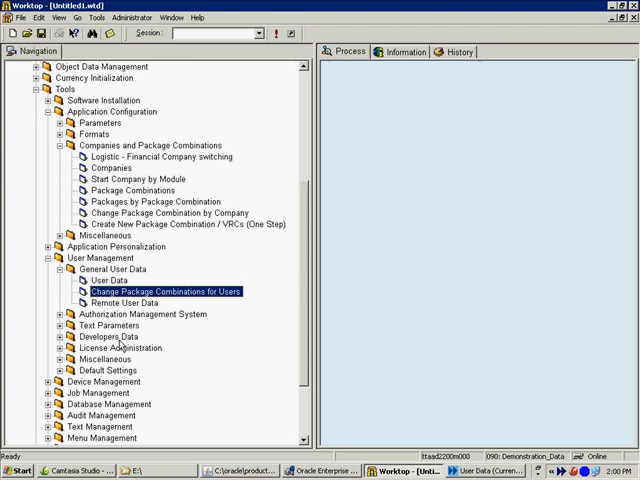 Worktop - [Untitled1.wtd]
File Edit View Go Tools Administrator Window Help
Session:
Navigation
Process Information History
Object Data Management
Currency Initialization
Tools
Software Installation
Application Configuration
Parameters
Formats
Companies and Package Combinations
Logistic - Financial Company switching
Companies
Start Company by Module
Package Combinations
Packages by Package Combination
Change Package Combination by Company
Create New Package Combination / VRCs (One Step)
Miscellaneous
Application Personalization
User Management
General User Data
User Data
Change Package Combinations for Users
Remote User Data
Authorization Management System
Text Parameters
Developers Data
License Administration
Miscellaneous
Default Settings
Device Management
Job Management
Database Management
Audit Management
Text Management
Menu Management
Ready ttaad2200m000 090: Demonstration_Data Online
Start Camtasia Studio - ... E:\ C:\oracle\product... Oracle Enterprise ... Worktop - [Unti... User Data (Curren... 2:00 PM